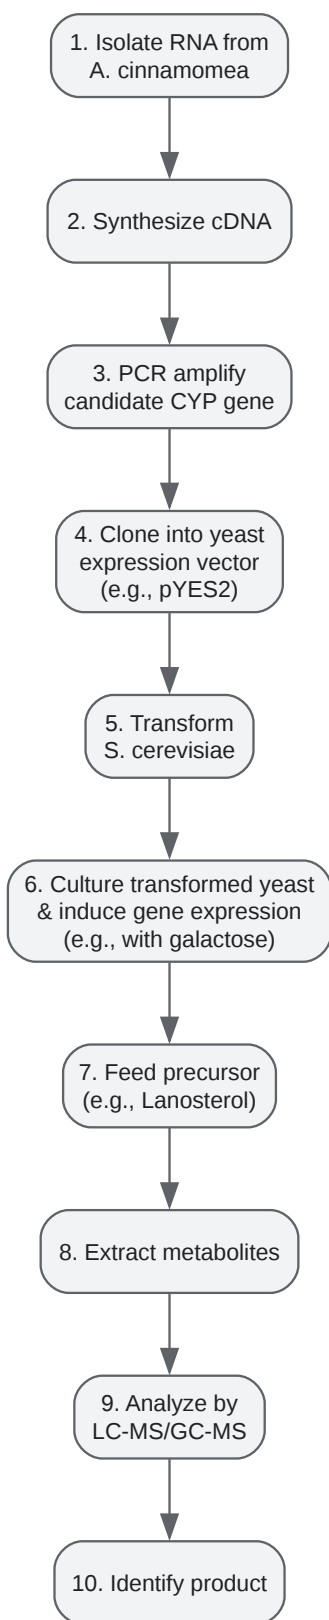 1. Isolate RNA from
A. cinnamomea
2. Synthesize cDNA
3. PCR amplify
candidate CYP gene
4. Clone into yeast
expression vector
(e.g., pYES2)
5. Transform
S. cerevisiae
6. Culture transformed yeast
& induce gene expression
(e.g., with galactose)
7. Feed precursor
(e.g., Lanosterol)
8. Extract metabolites
9. Analyze by
LC-MS/GC-MS
10. Identify product